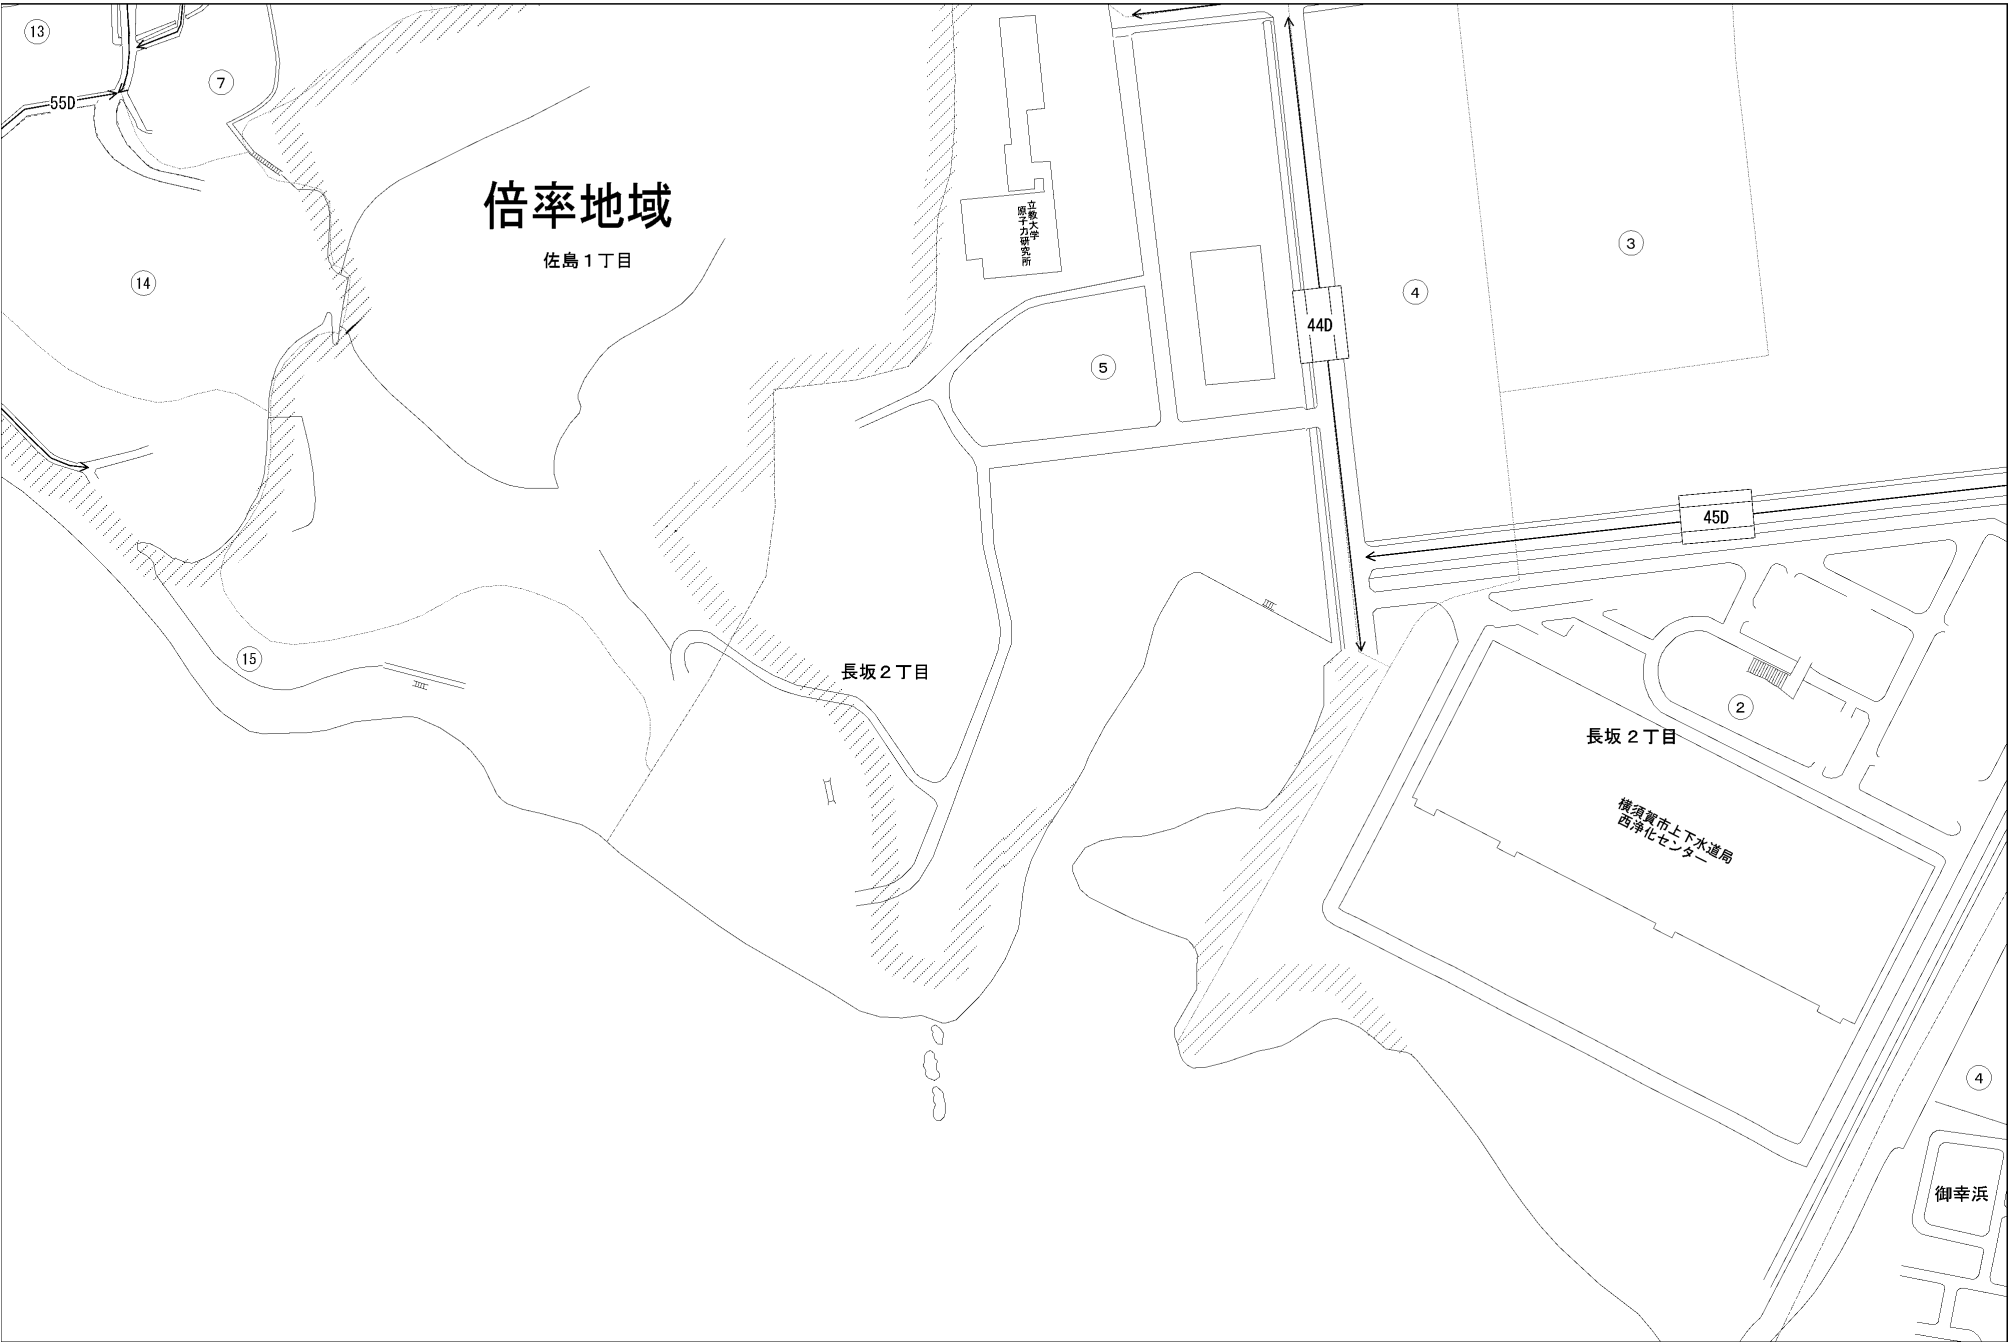 ⑬
⑦
55D
倍率地域
佐島1丁目
立教大学
原子力研究所
③
④
⑭
44D
⑤
45D
⑮
長坂2丁目
②
長坂2丁目
横須賀市上下水道局
西浄化センター
④
御幸浜